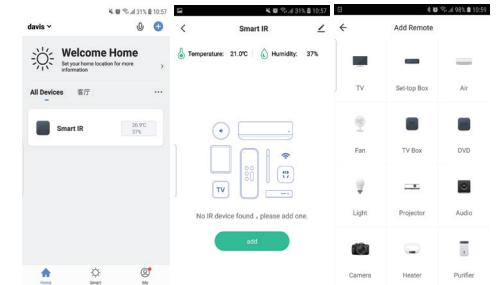 31% 10:57
davis
Welcome Home
Set your home location for more
information
All Devices 客厅
Smart IR
26.9°C
37%
Home Smart Me
31% 10:57
Smart IR
Temperature: 21.0°C Humidity: 37%
TV
No IR device found , please add one.
add
98% 10:59
Add Remote
TV Set-top Box Air
Fan TV Box DVD
Light Projector Audio
Camera Heater Purifier